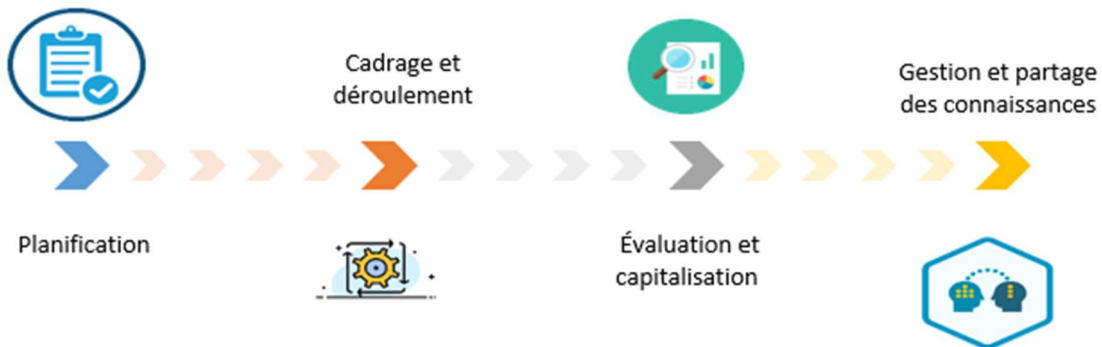 Planification
Cadrage et
déroulement
Évaluation et
capitalisation
Gestion et partage
des connaissances